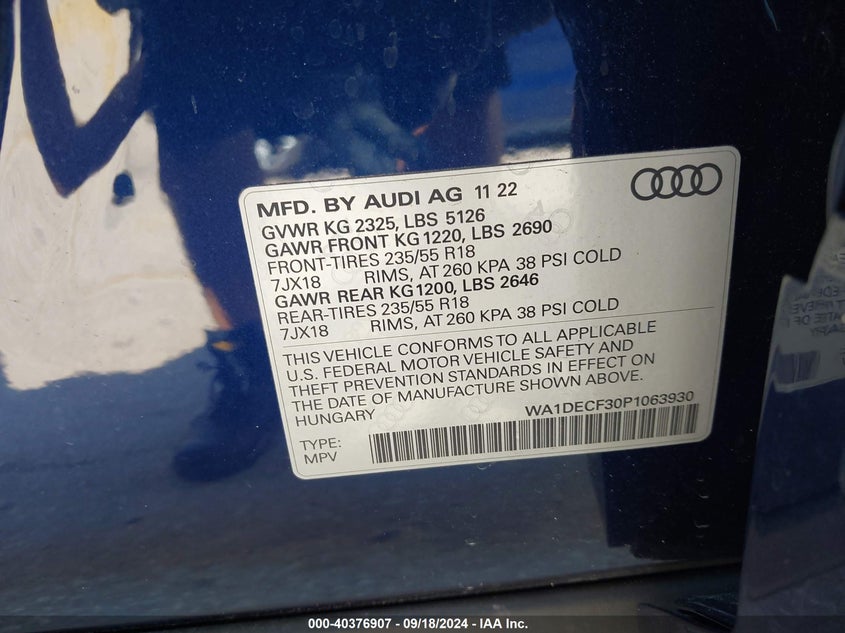 MFD. BY AUDI AG 11 22
GVWR KG 2325, LBS 5126
GAWR FRONT KG 1220, LBS 2690
FRONT-TIRES 235/55 R18
7JX18 RIMS, AT 260 KPA 38 PSI COLD
GAWR REAR KG1200, LBS 2646
REAR-TIRES 235/55 R18
7JX18 RIMS, AT 260 KPA 38 PSI COLD
THIS VEHICLE CONFORMS TO ALL APPLICABLE
U.S. FEDERAL MOTOR VEHICLE SAFETY AND
THEFT PREVENTION STANDARDS IN EFFECT ON
THE DATE OF MANUFACTURE SHOWN ABOVE.
HUNGARY WA1DECF30P1063930
TYPE:
MPV
000-40376907 - 09/18/2024 - IAA Inc.